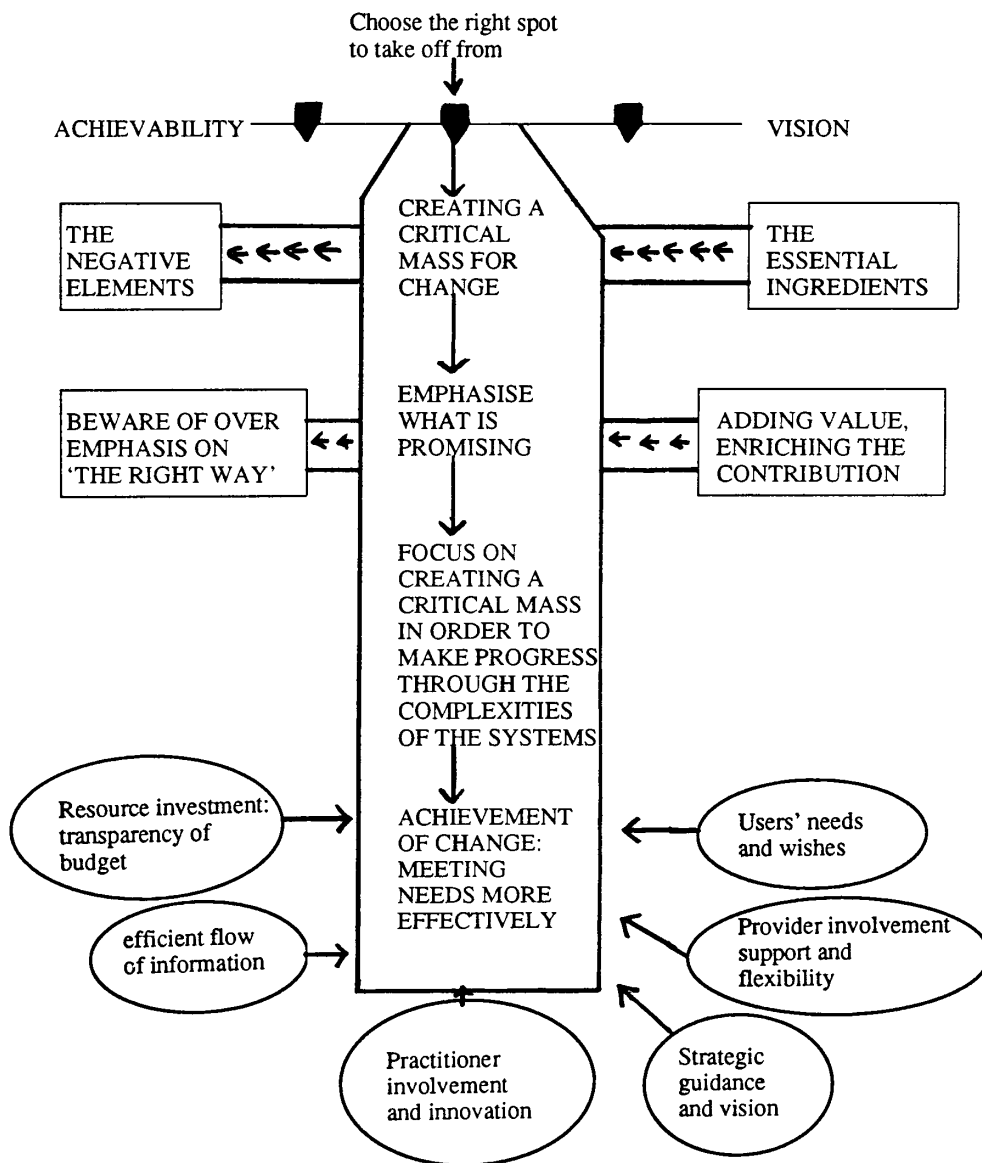 Choose the right spot
to take off from
ACHIEVABILITY
VISION
THE
NEGATIVE
ELEMENTS
CREATING A
CRITICAL
MASS FOR
CHANGE
THE
ESSENTIAL
INGREDIENTS
BEWARE OF OVER
EMPHASIS ON
‘THE RIGHT WAY’
EMPHASISE
WHAT IS
PROMISING
ADDING VALUE,
ENRICHING THE
CONTRIBUTION
FOCUS ON
CREATING A
CRITICAL MASS
IN ORDER TO
MAKE PROGRESS
THROUGH THE
COMPLEXITIES
OF THE SYSTEMS
Resource investment:
transparency of
budget
ACHIEVEMENT
OF CHANGE:
MEETING
NEEDS MORE
EFFECTIVELY
Users’ needs
and wishes
efficient flow
of information
Provider involvement
support and
flexibility
Practitioner
involvement
and innovation
Strategic
guidance
and vision